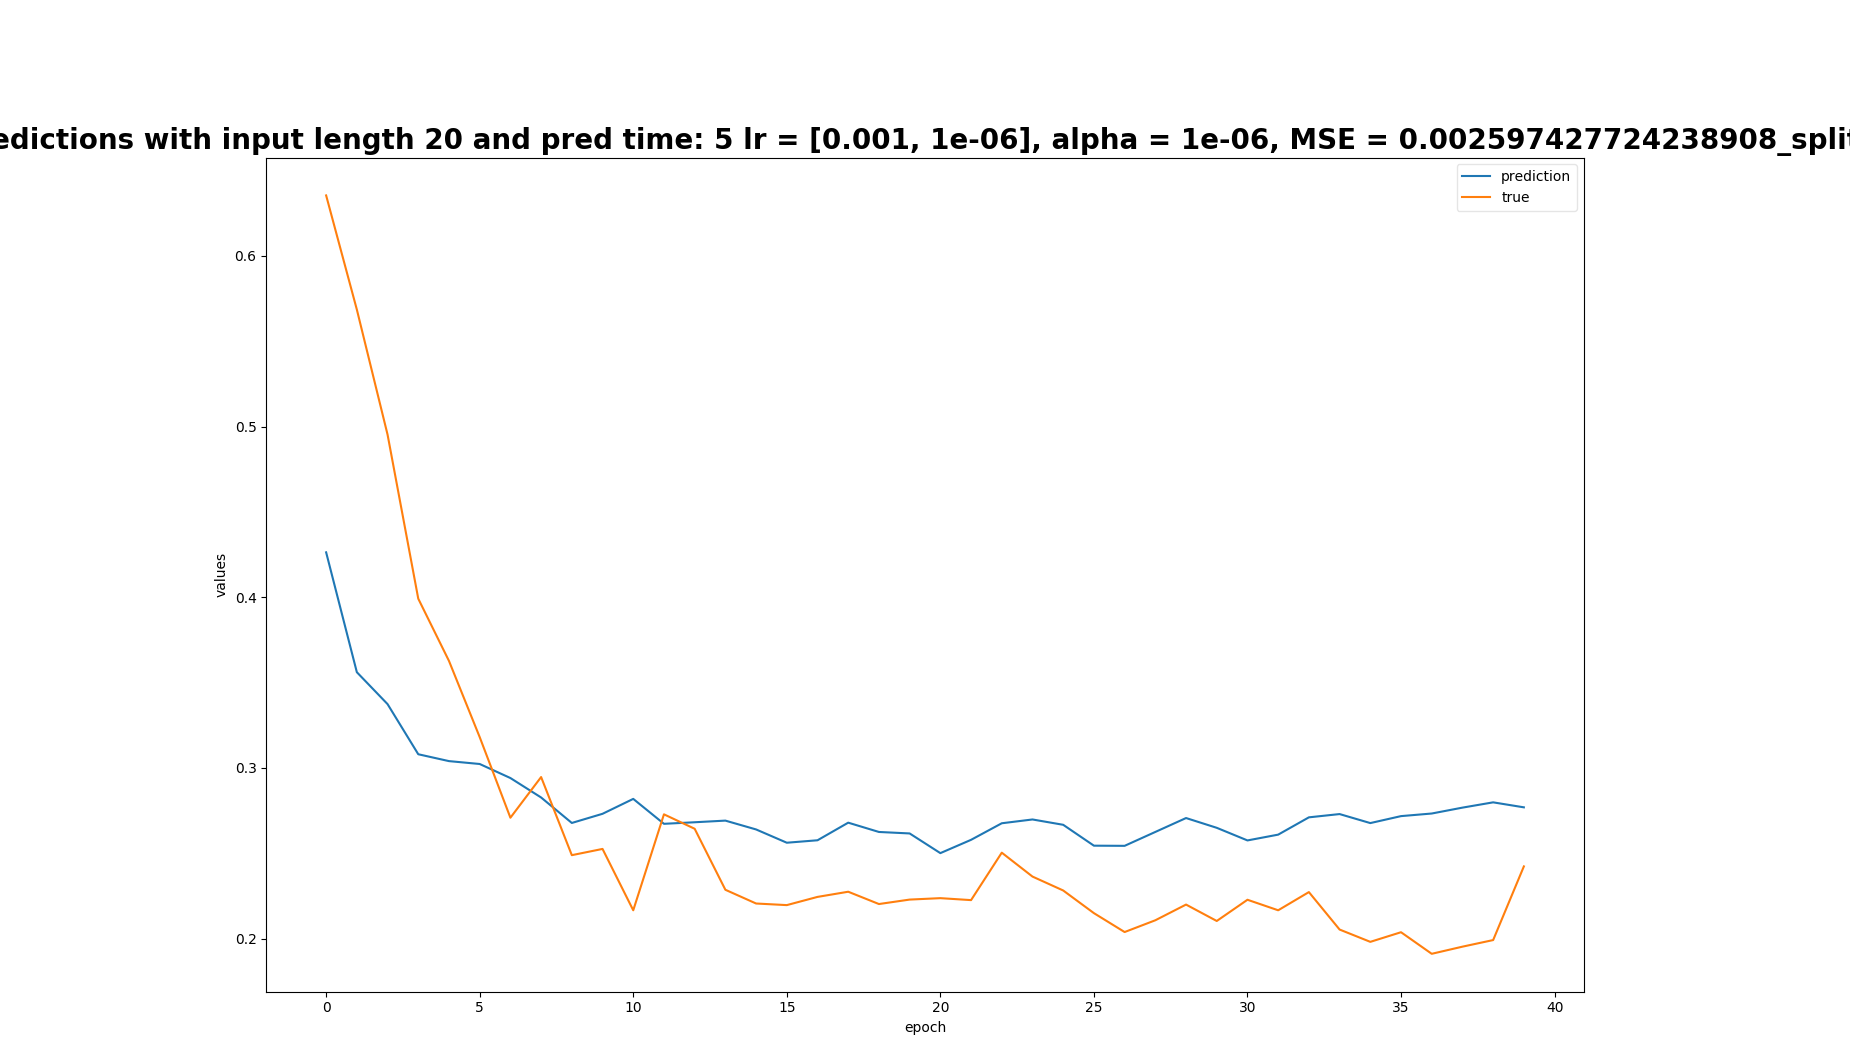 edictions with input length 20 and pred time: 5 lr = [0.001, 1e-06], alpha = 1e-06, MSE = 0.002597427724238908_split
prediction
true
0.6
0.5
0.4
0.3
0.2
values
0 5 10 15 20 25 30 35 40
epoch